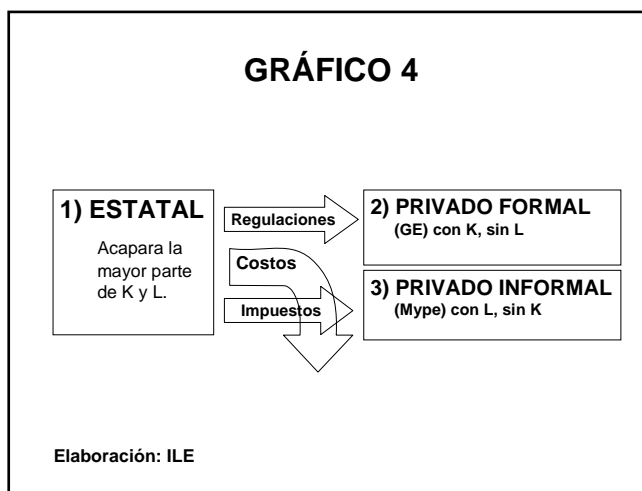 GRÁFICO 4
1) ESTATAL
Acapara la
mayor parte
de K y L.
Regulaciones
Costos
Impuestos
2) PRIVADO FORMAL
(GE) con K, sin L
3) PRIVADO INFORMAL
(Mype) con L, sin K
Elaboración: ILE